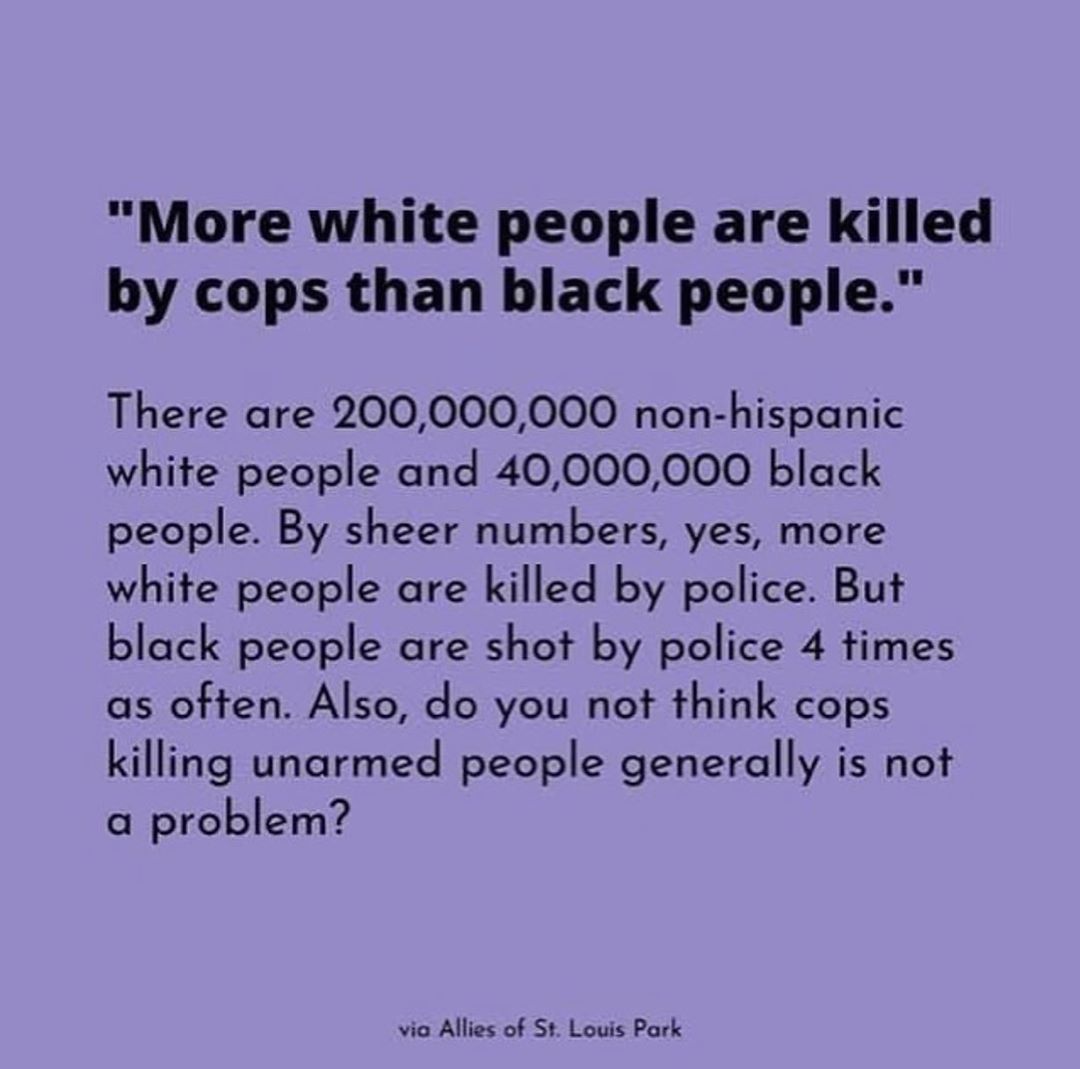 "More white people are killed
by cops than black people."
There are 200,000,000 non-hispanic
white people and 40,000,000 black
people. By sheer numbers, yes, more
white people are killed by police. But
black people are shot by police 4 times
as often. Also, do you not think cops
killing unarmed people generally is not
a problem?
via Allies of St. Louis Park